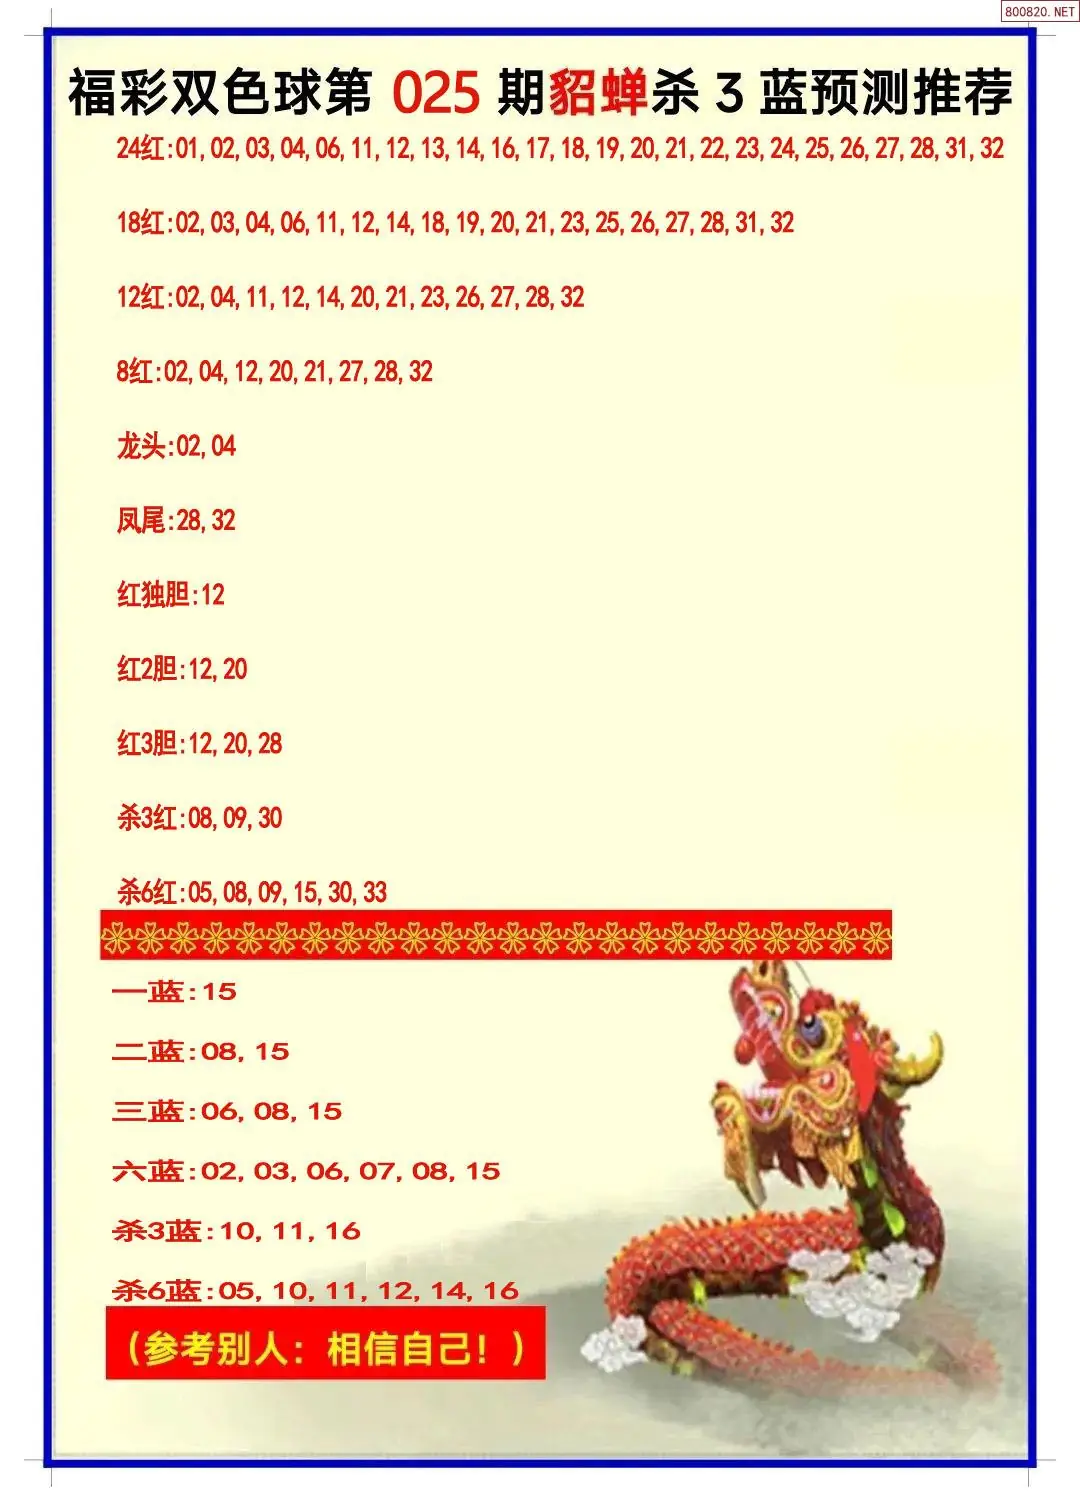 800820.NET
福彩双色球第 025 期貂蝉杀 3 蓝预测推荐
24红:01,02,03,04,06,11,12,13,14,16,17,18,19,20,21,22,23,24,25,26,27,28,31,32
18红:02,03,04,06,11,12,14,18,19,20,21,23,25,26,27,28,31,32
12红:02,04,11,12,14,20,21,23,26,27,28,32
8红:02,04,12,20,21,27,28,32
龙头:02,04
凤尾:28,32
红独胆:12
红2胆:12,20
红3胆:12,20,28
杀3红:08,09,30
杀6红:05,08,09,15,30,33
一蓝:15
二蓝:08,15
三蓝:06,08,15
六蓝:02,03,06,07,08,15
杀3蓝:10,11,16
杀6蓝:05,10,11,12,14,16
（参考别人：相信自己！）